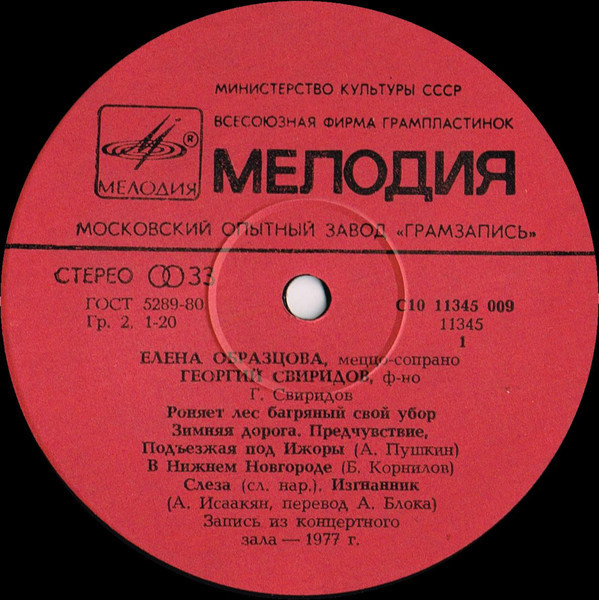 МИНИСТЕРСТВО КУЛЬТУРЫ СССР
ВСЕСОЮЗНАЯ ФИРМА ГРАМПЛАСТИНОК
® МЕЛОДИЯ
МЕЛОДИЯ
МОСКОВСКИЙ ОПЫТНЫЙ ЗАВОД «ГРАМЗАПИСЬ»
СТЕРЕО 33
ГОСТ 5289-80
Гр. 2. 1-20
С10 11345 009
11345
1
ЕЛЕНА ОБРАЗЦОВА, меццо-сопрано
ГЕОРГИЙ СВИРИДОВ, ф-но
Г. Свиридов
Роняет лес багряный свой убор
Зимняя дорога. Предчувствие,
Подъезжая под Ижоры (А. Пушкин)
В Нижнем Новгороде (Б. Корнилов)
Слеза (сл. нар.). Изгнанник
(А. Исаакян, перевод А. Блока)
Запись из концертного
зала — 1977 г.